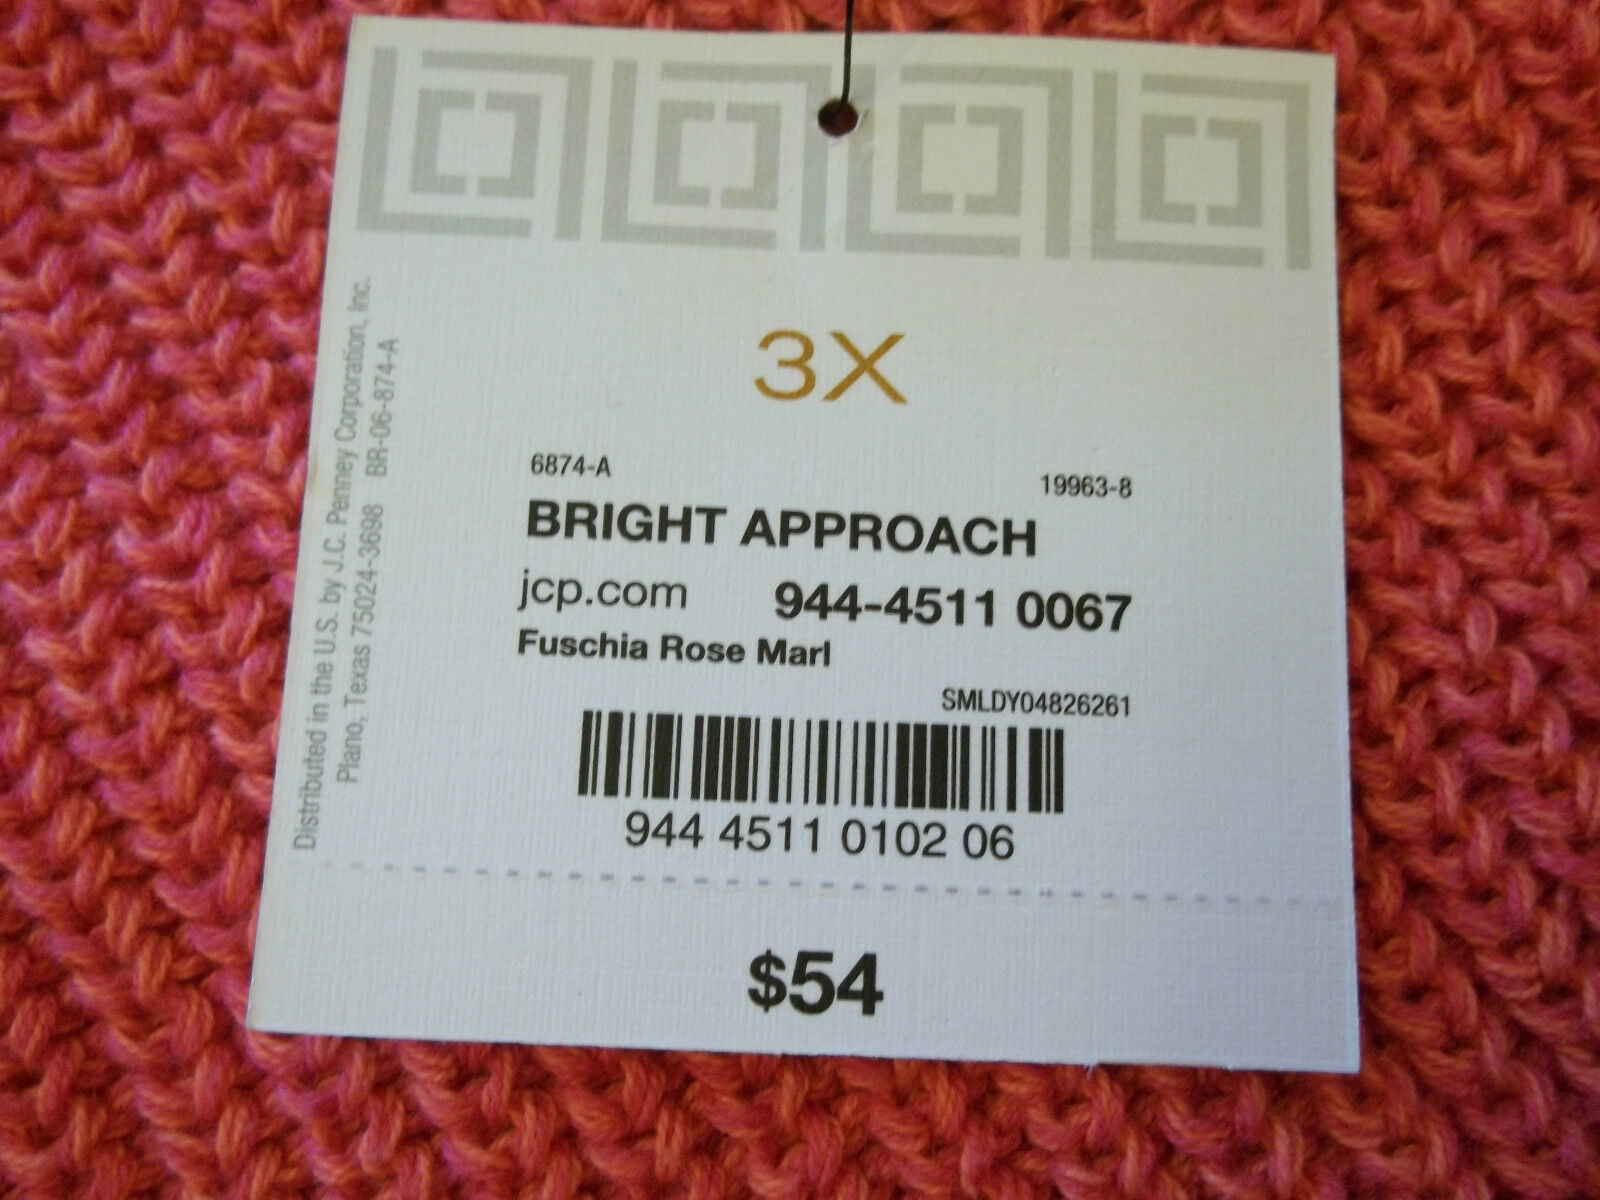 3X
6874-A 19963-8
BRIGHT APPROACH
jcp.com 944-4511 0067
Fuschia Rose Marl
SMLDY04826261
944 4511 0102 06
$54
Distributed in the U.S. by J.C. Penney Corporation, Inc.
Plano, Texas 75024-3698 BR-06-874-A